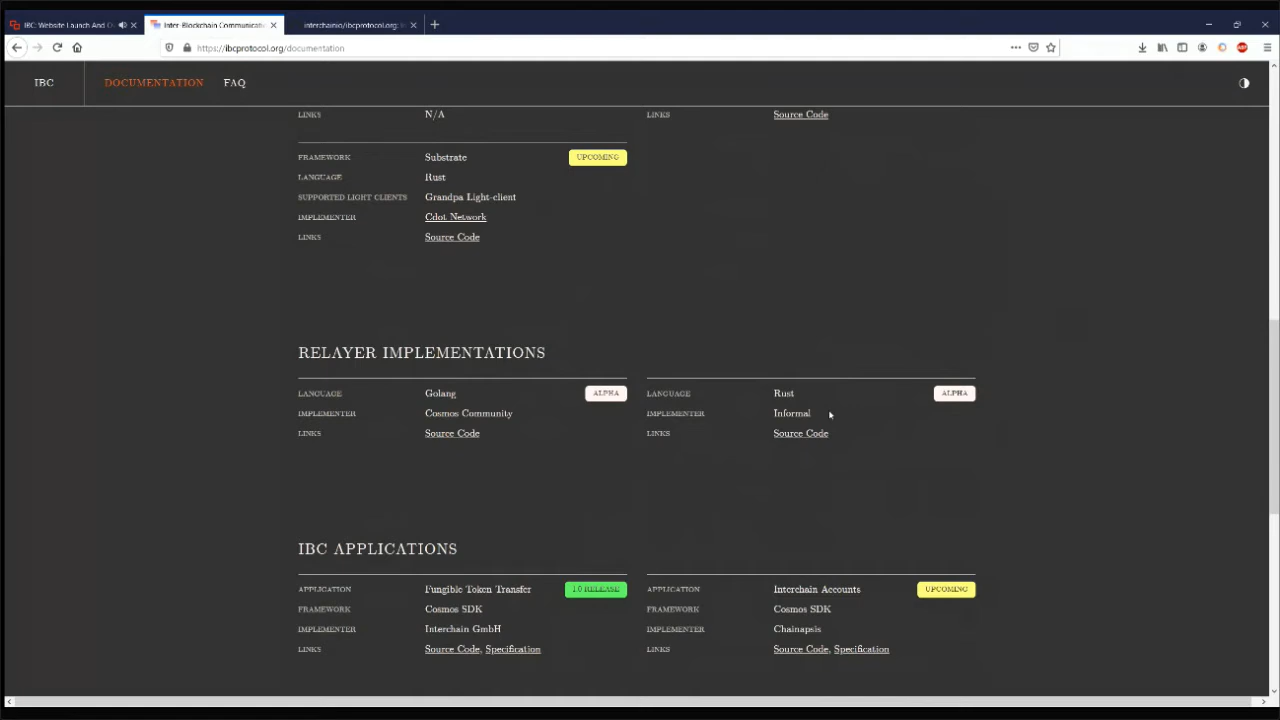 IBC: Website Launch And D
Inter-Blockchain Communicati
interchainio/ibcprotocol.org: I
https://ibcprotocol.org/documentation
IBC DOCUMENTATION FAQ
LINKS N/A
LINKS Source Code
FRAMEWORK Substrate UPCOMING
LANGUAGE Rust
SUPPORTED LIGHT CLIENTS Grandpa Light-client
IMPLEMENTER Cdot Network
LINKS Source Code
RELAYER IMPLEMENTATIONS
LANGUAGE Golang ALPHA
IMPLEMENTER Cosmos Community
LINKS Source Code
LANGUAGE Rust ALPHA
IMPLEMENTER Informal
LINKS Source Code
IBC APPLICATIONS
APPLICATION Fungible Token Transfer 1.0 RELEASE
FRAMEWORK Cosmos SDK
IMPLEMENTER Interchain GmbH
LINKS Source Code, Specification
APPLICATION Interchain Accounts UPCOMING
FRAMEWORK Cosmos SDK
IMPLEMENTER Chainapsis
LINKS Source Code, Specification